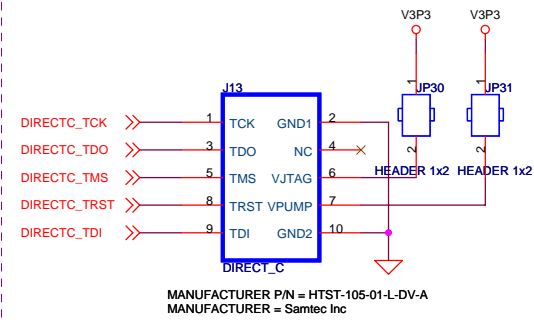 V3P3 V3P3
J13
1 JP30 1 JP31
DIRECTC_TCK 1 TCK GND1 2
DIRECTC_TDO 3 TDO NC 4
2 2
HEADER 1x2 HEADER 1x2
DIRECTC_TMS 5 TMS VJTAG 6
DIRECTC_TRST 8 TRST VPUMP 7
DIRECTC_TDI 9 TDI GND2 10
DIRECT_C
MANUFACTURER P/N = HTST-105-01-L-DV-A
MANUFACTURER = Samtec Inc